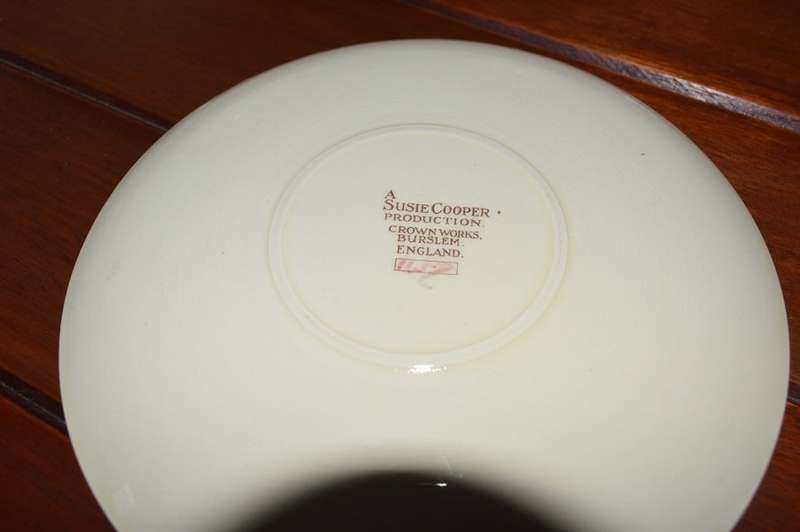 A
SUSIE COOPER
PRODUCTION.
CROWN WORKS,
BURSLEM.
ENGLAND.